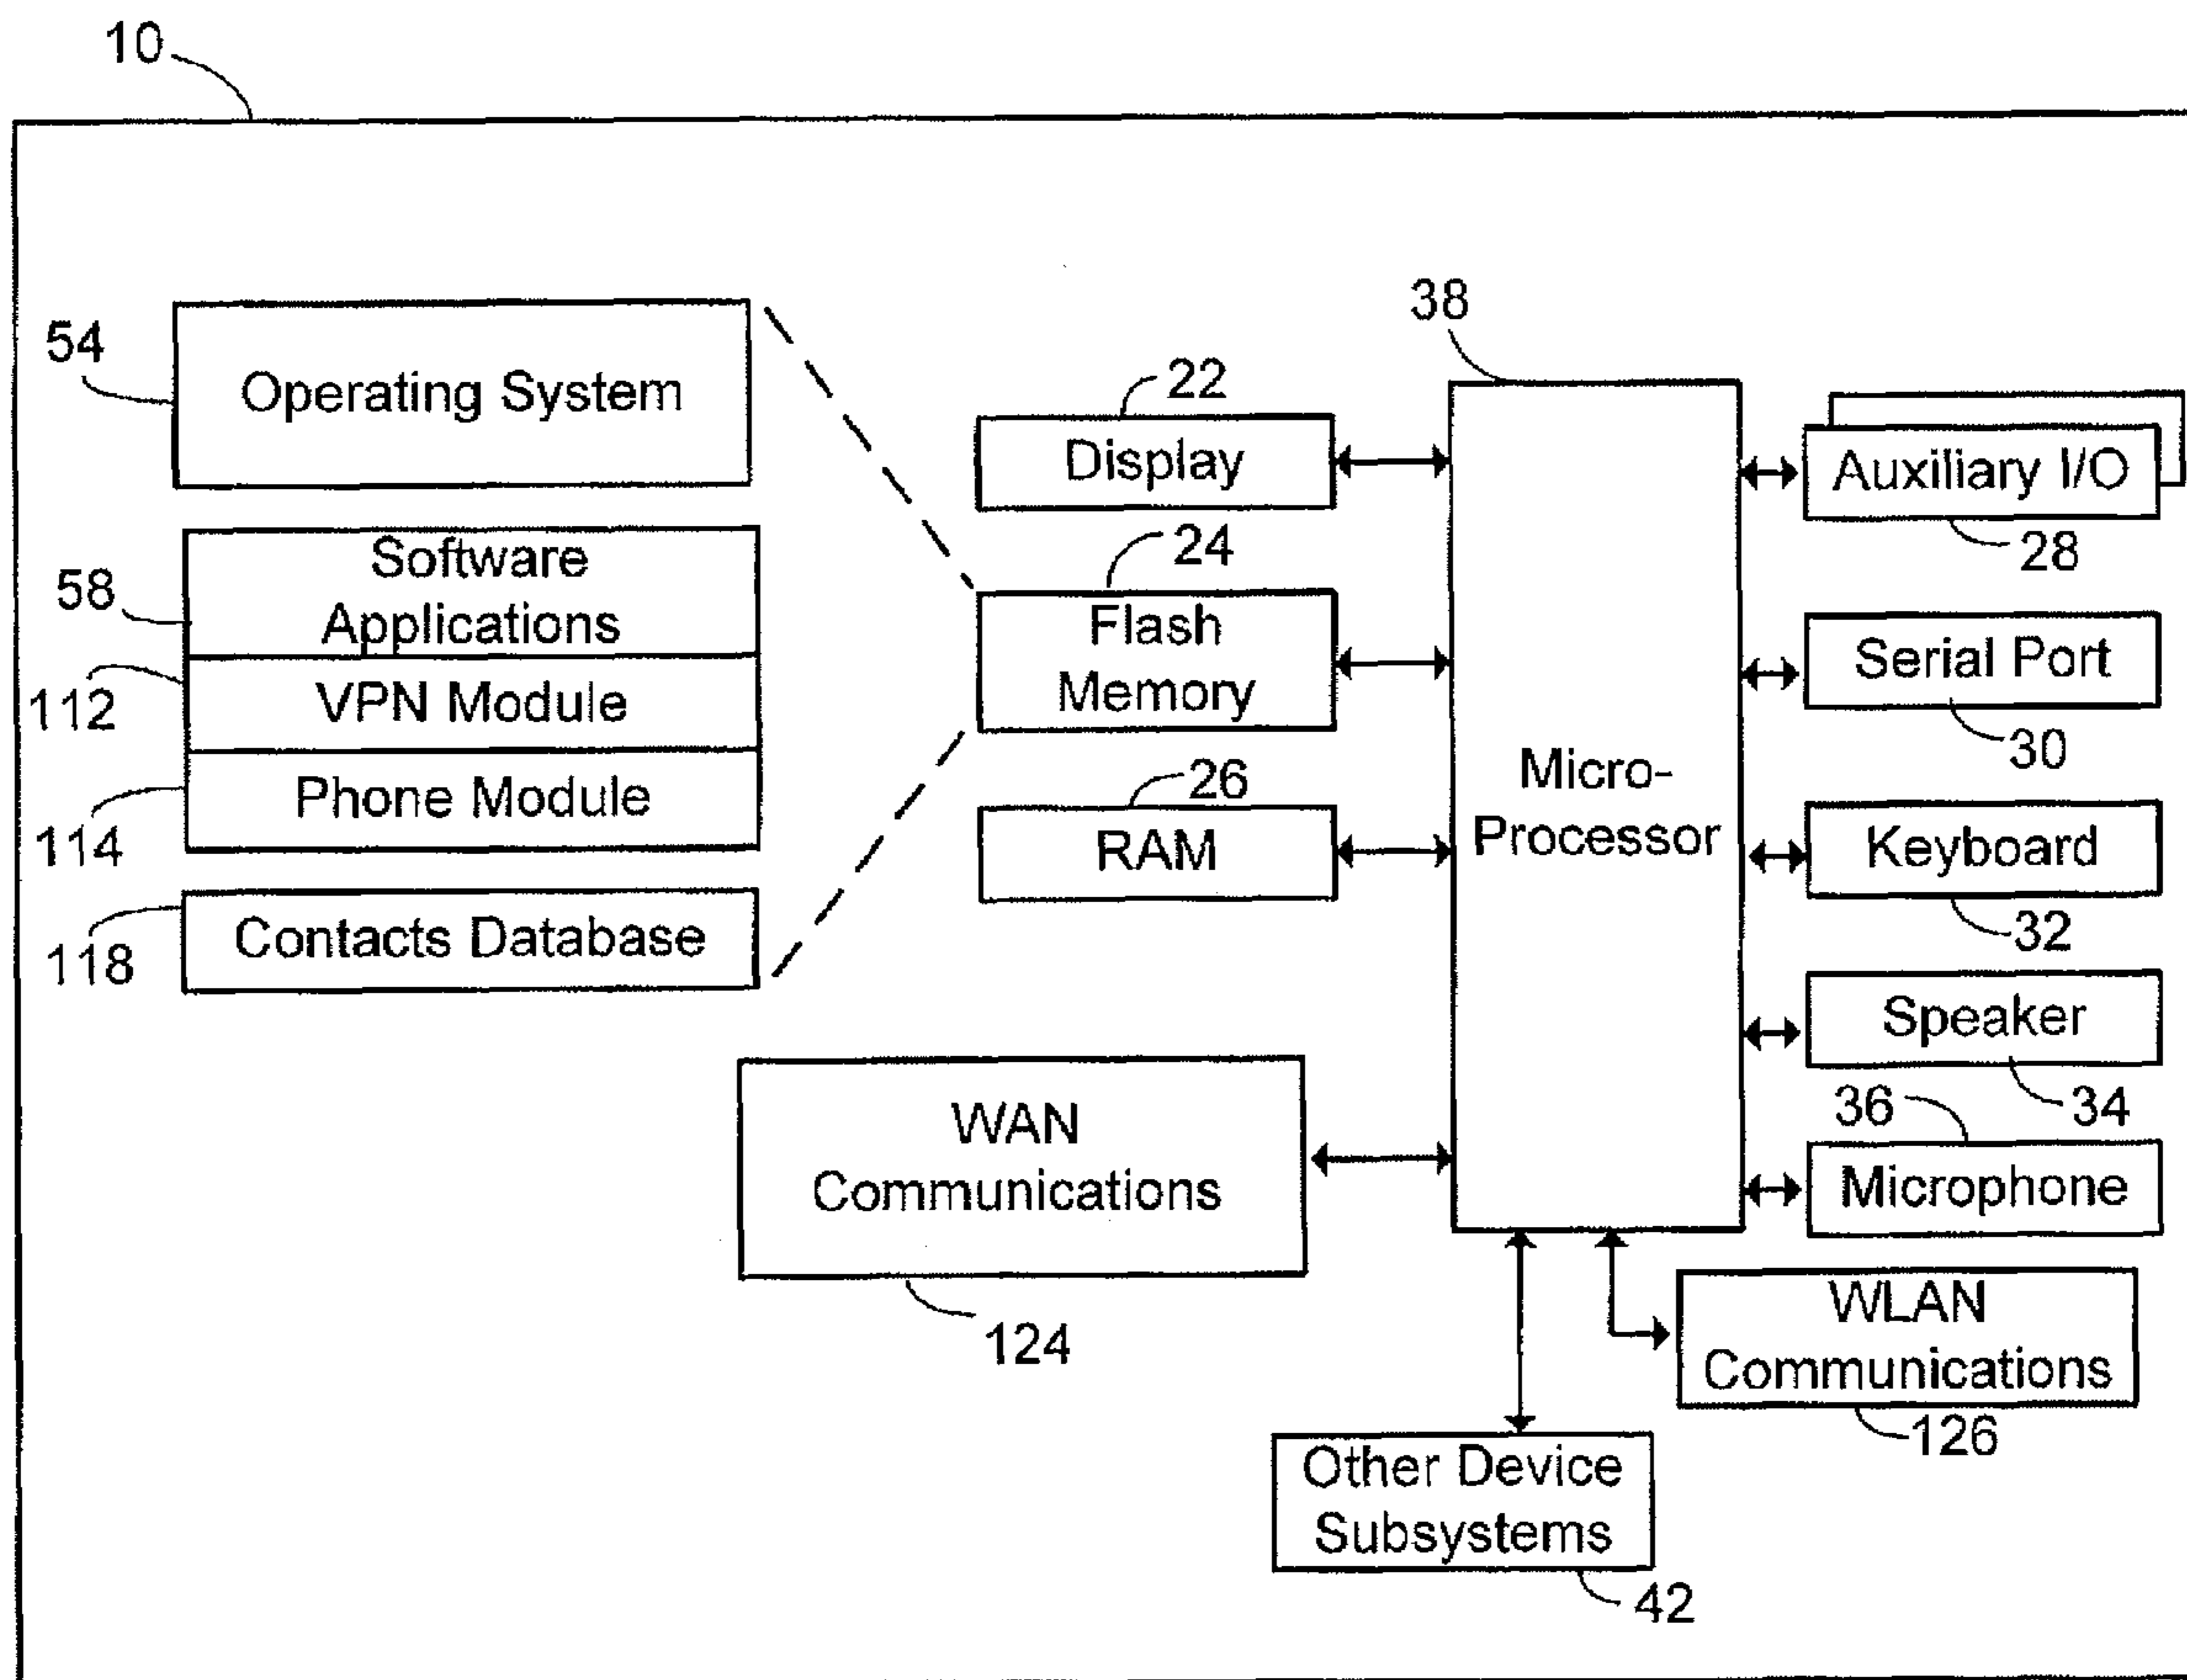 10
54
Operating System
58
Software
Applications
112
VPN Module
114
Phone Module
118
Contacts Database
22
Display
24
Flash
Memory
26
RAM
WAN
Communications
124
38
Micro-
Processor
Auxiliary I/O
28
Serial Port
30
Keyboard
32
Speaker
34
36
Microphone
WLAN
Communications
126
Other Device
Subsystems
42